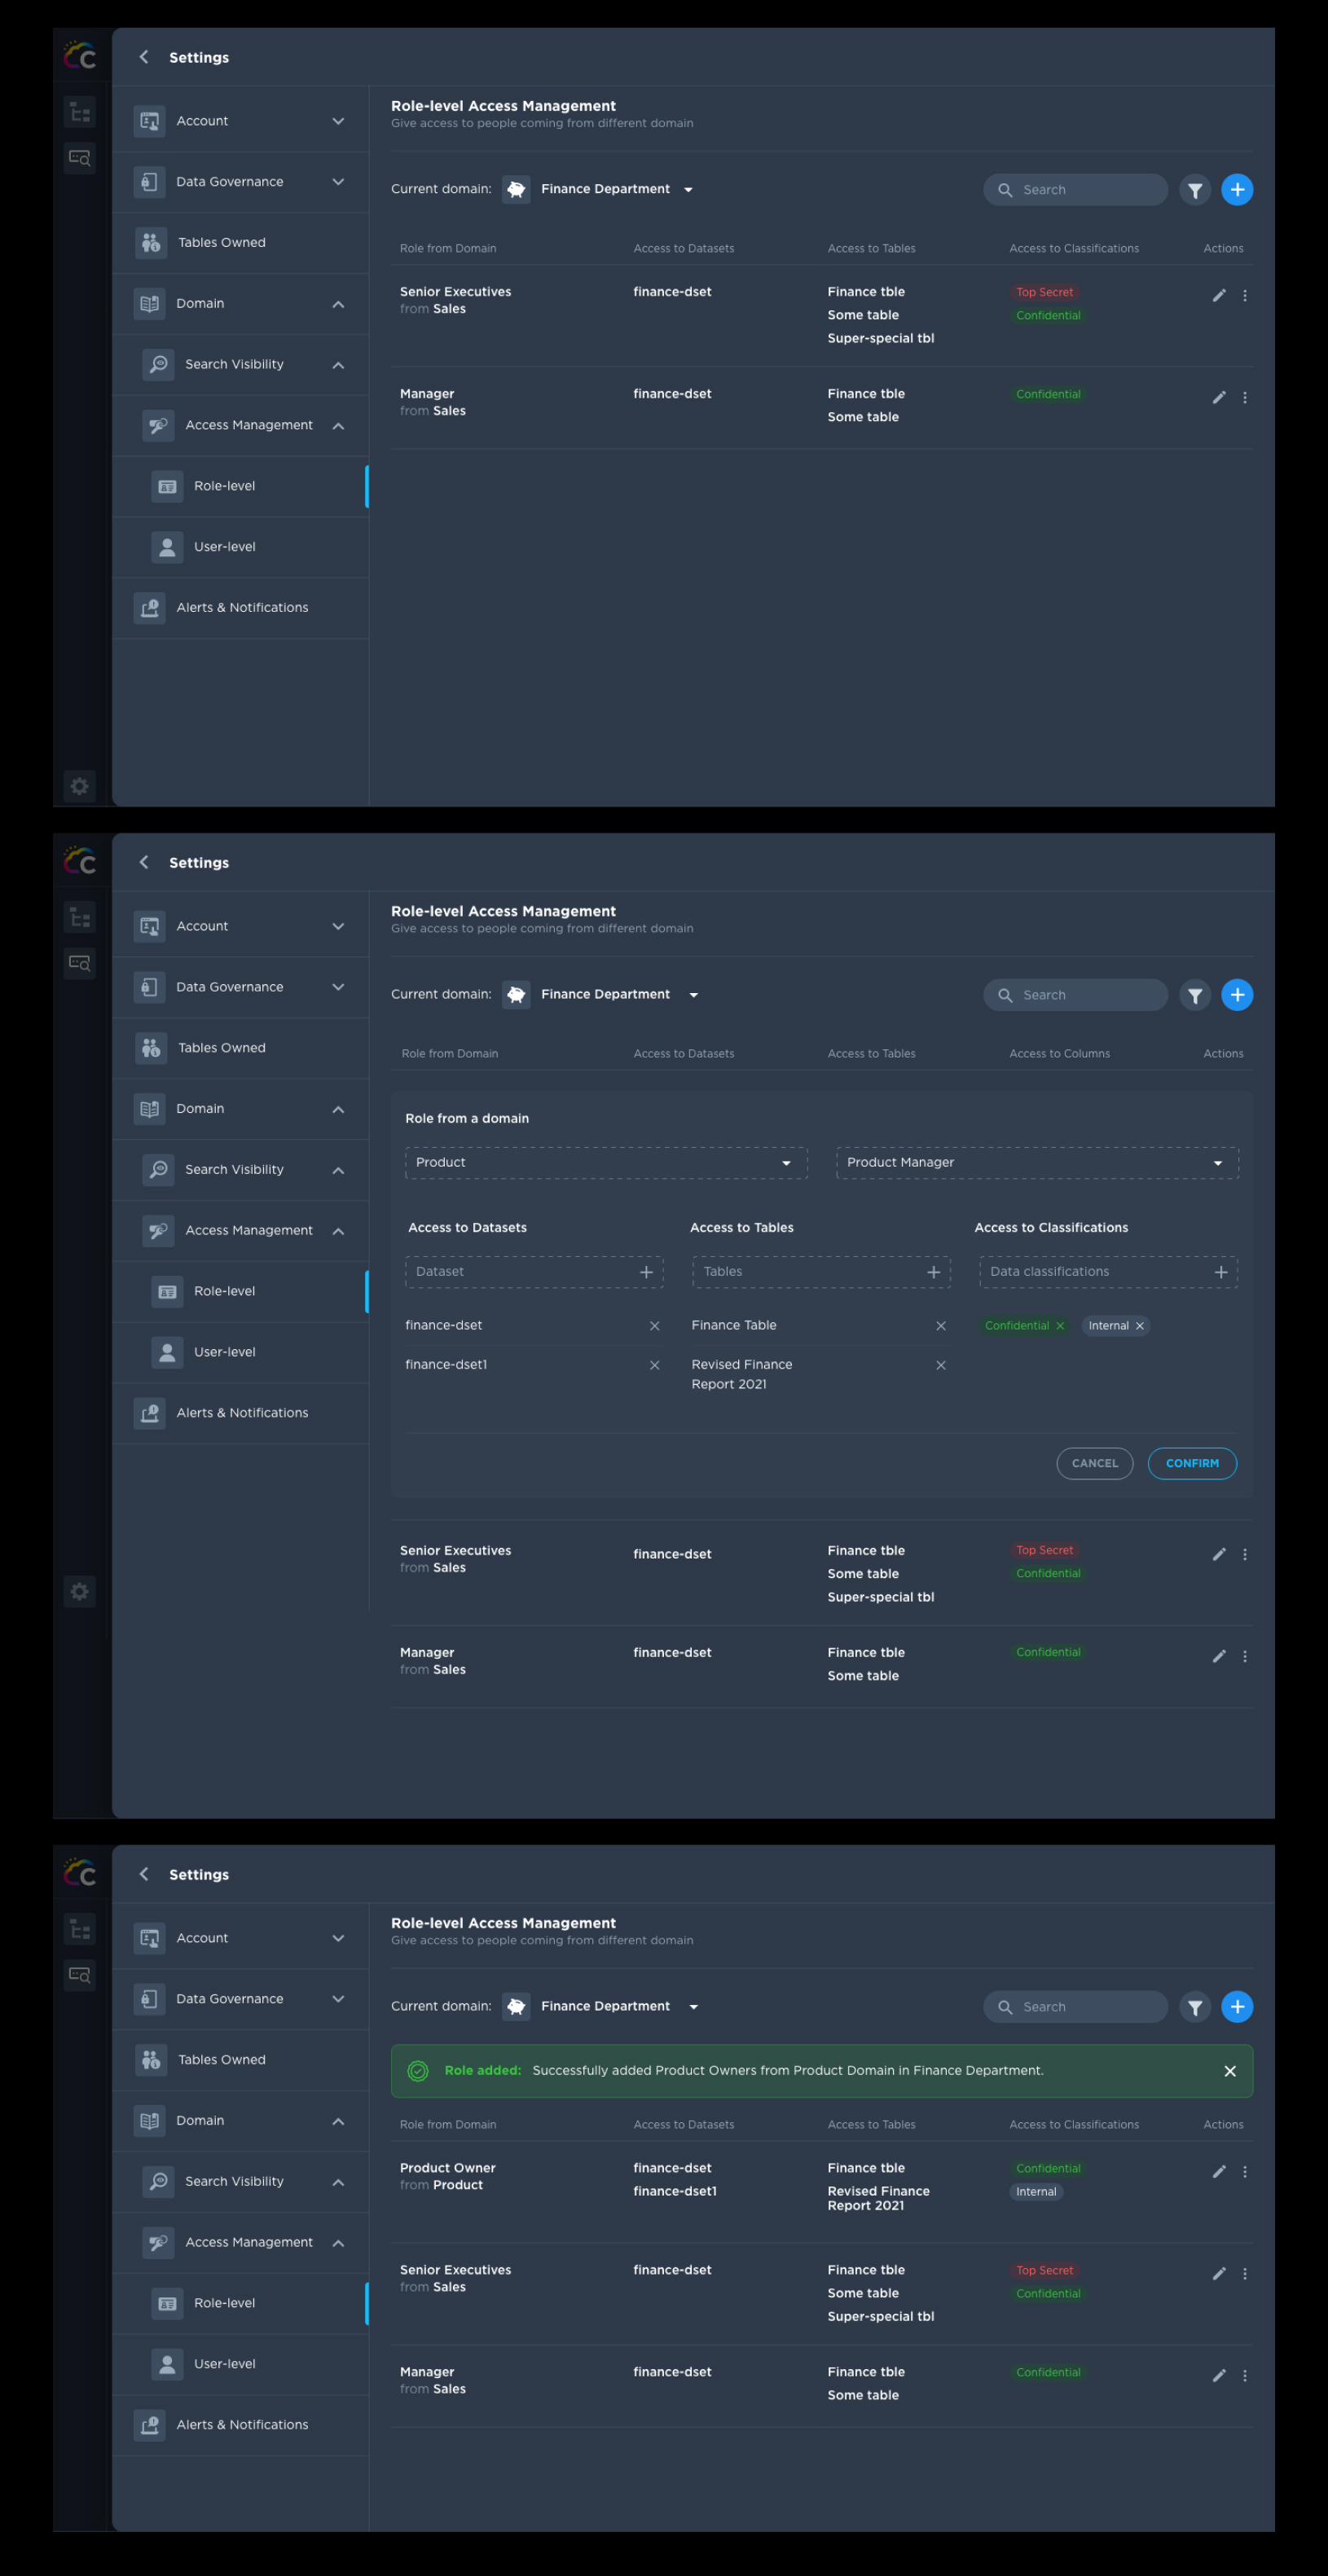 Settings
Account
Data Governance
Tables Owned
Domain
Search Visibility
Access Management
Role-level
User-level
Alerts & Notifications
Role-level Access Management
Give access to people coming from different domain
Current domain: Finance Department
Search
Role from Domain Access to Datasets Access to Tables Access to Classifications Actions
Senior Executives finance-dset Finance tble Top Secret
from Sales Some table Confidential
Super-special tbl
Manager finance-dset Finance tble Confidential
from Sales Some table
Settings
Account
Data Governance
Tables Owned
Domain
Search Visibility
Access Management
Role-level
User-level
Alerts & Notifications
Role-level Access Management
Give access to people coming from different domain
Current domain: Finance Department
Search
Role from Domain Access to Datasets Access to Tables Access to Columns Actions
Role from a domain
Product Product Manager
Access to Datasets Access to Tables Access to Classifications
Dataset Tables Data classifications
finance-dset Finance Table Confidential Internal
finance-dset1 Revised Finance
Report 2021
CANCEL CONFIRM
Senior Executives finance-dset Finance tble Top Secret
from Sales Some table Confidential
Super-special tbl
Manager finance-dset Finance tble Confidential
from Sales Some table
Settings
Account
Data Governance
Tables Owned
Domain
Search Visibility
Access Management
Role-level
User-level
Alerts & Notifications
Role-level Access Management
Give access to people coming from different domain
Current domain: Finance Department
Search
Role added: Successfully added Product Owners from Product Domain in Finance Department.
Role from Domain Access to Datasets Access to Tables Access to Classifications Actions
Product Owner finance-dset Finance tble Confidential
from Product finance-dset1 Revised Finance Internal
Report 2021
Senior Executives finance-dset Finance tble Top Secret
from Sales Some table Confidential
Super-special tbl
Manager finance-dset Finance tble Confidential
from Sales Some table